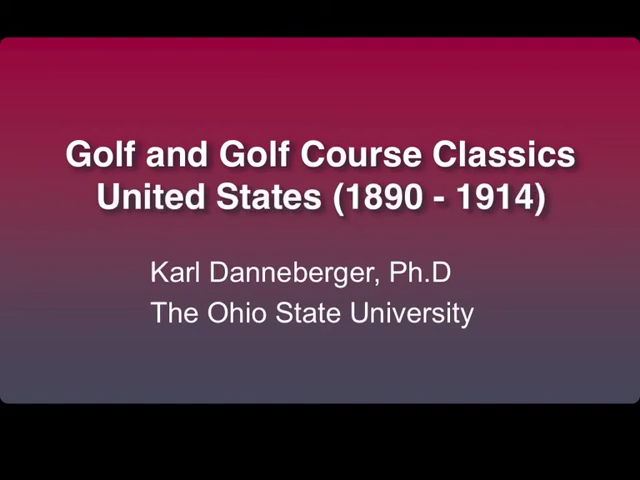 Golf and Golf Course Classics
United States (1890 - 1914)
Karl Danneberger, Ph.D
The Ohio State University